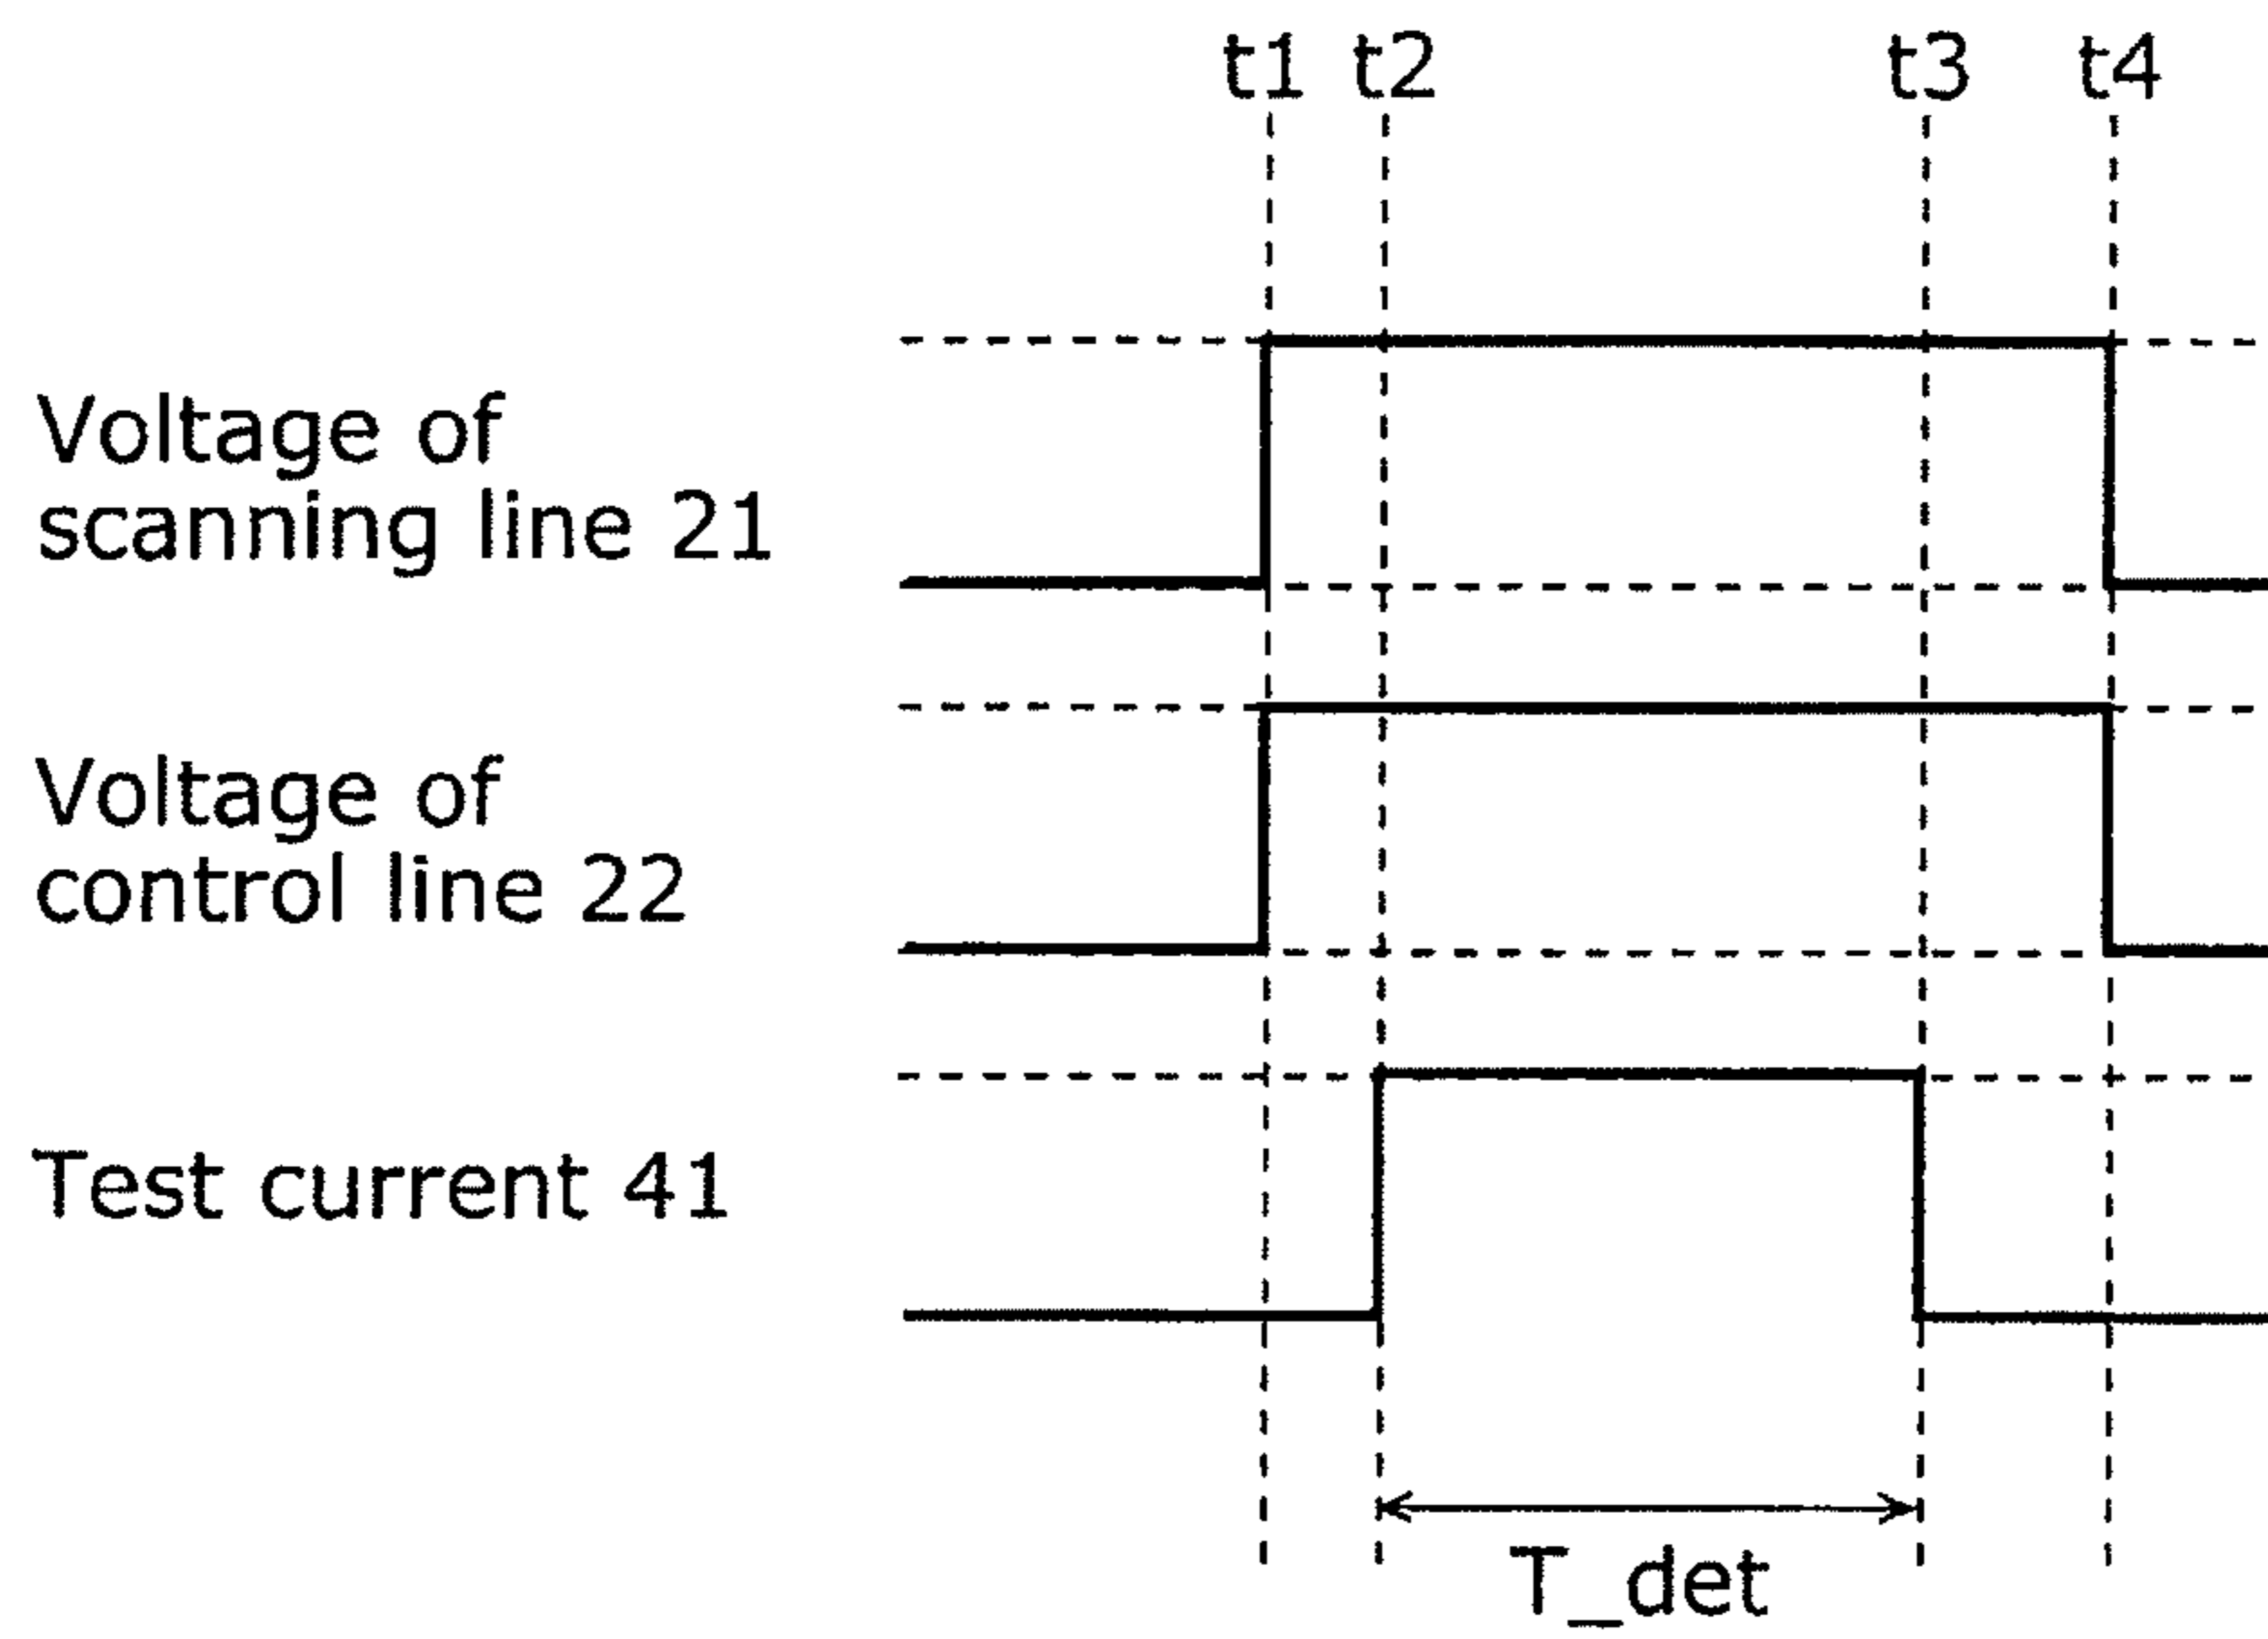 t1 t2 t3 t4
Voltage of
scanning line 21
Voltage of
control line 22
Test current 41
T_det